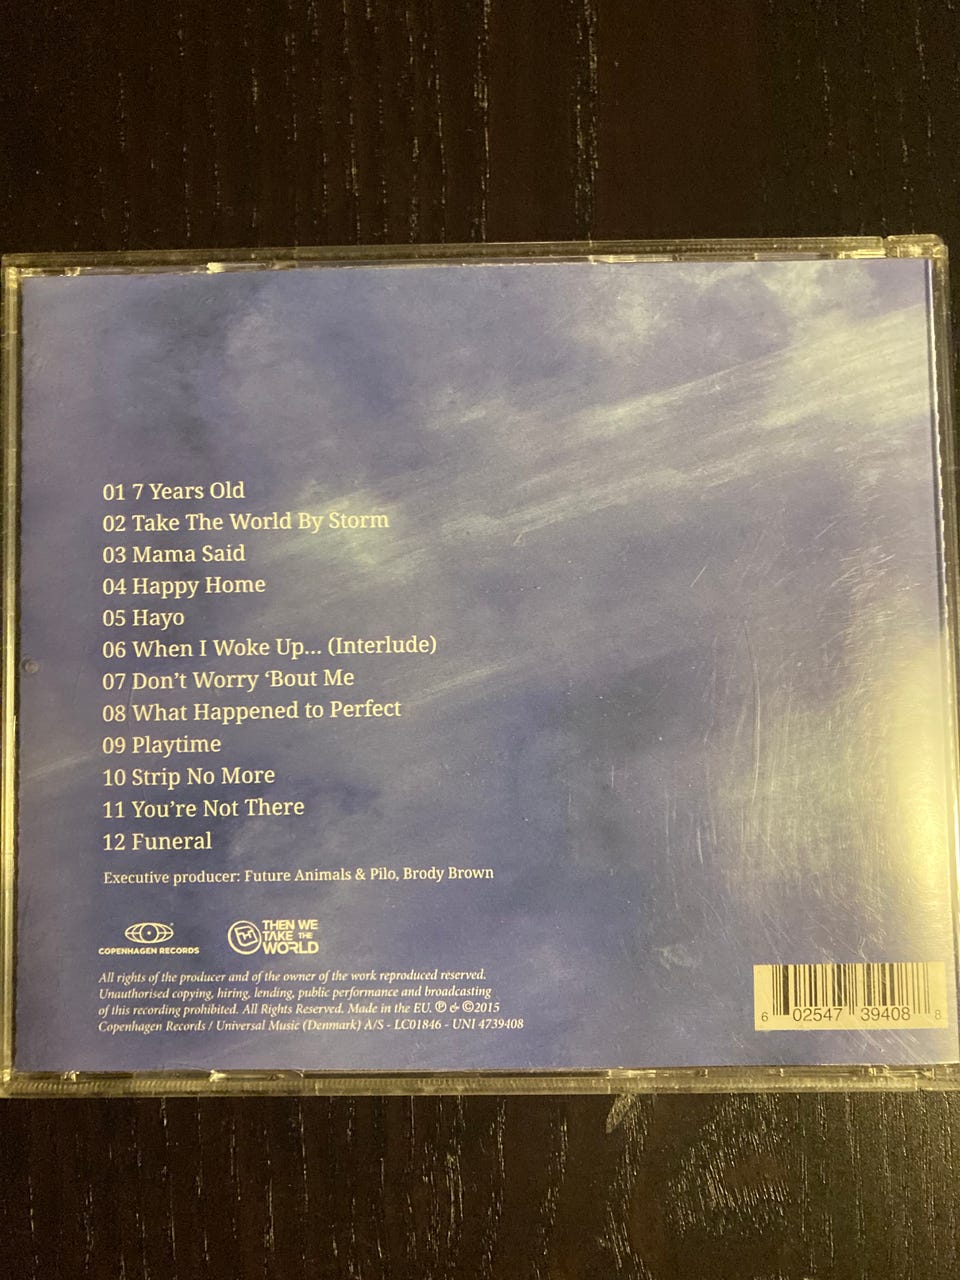 01 7 Years Old
02 Take The World By Storm
03 Mama Said
04 Happy Home
05 Hayo
06 When I Woke Up... (Interlude)
07 Don't Worry ‘Bout Me
08 What Happened to Perfect
09 Playtime
10 Strip No More
11 You're Not There
12 Funeral
Executive producer: Future Animals & Pilo, Brody Brown
COPENHAGEN RECORDS
THEN WE
TAKE THE
WORLD
All rights of the producer and of the owner of the work reproduced reserved.
Unauthorised copying, hiring, lending, public performance and broadcasting
of this recording prohibited. All Rights Reserved. Made in the EU. ℗ & ©2015
Copenhagen Records / Universal Music (Denmark) A/S - LC01846 - UNI 4739408
6 02547 39408 8